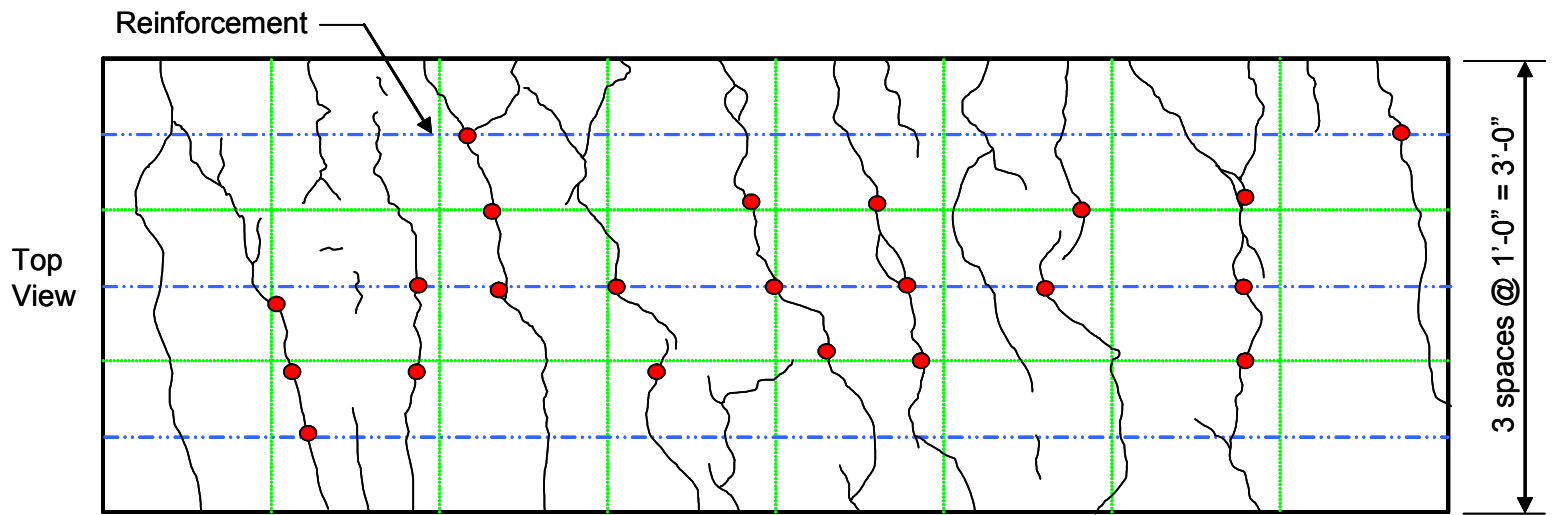 Reinforcement
Top
View
3 spaces @ 1’-0” = 3’-0”